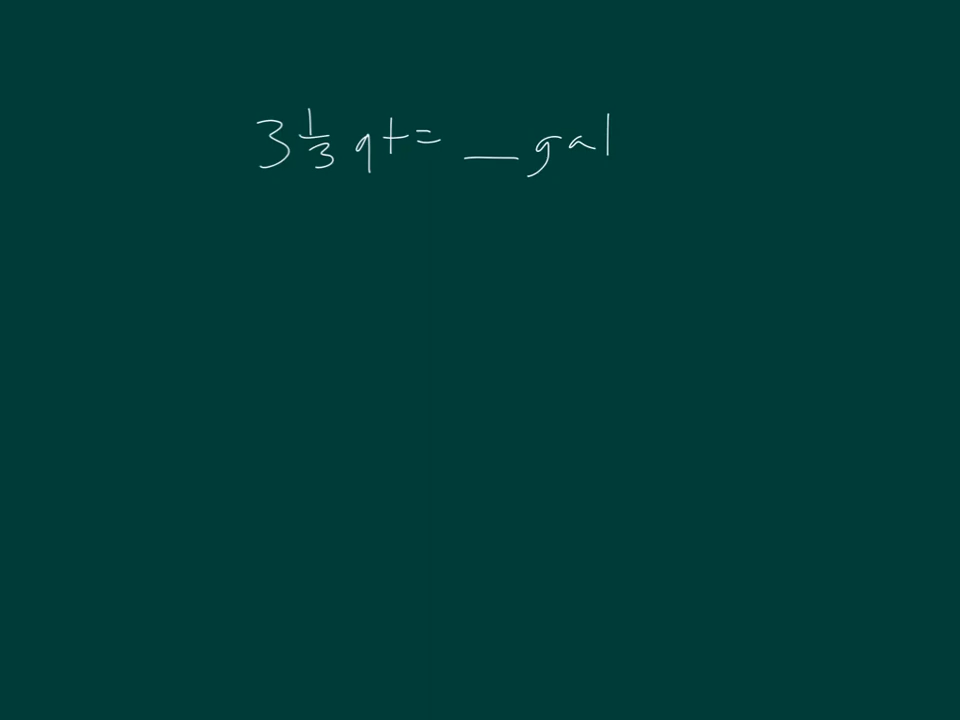 3 1/3 qt = __ gal